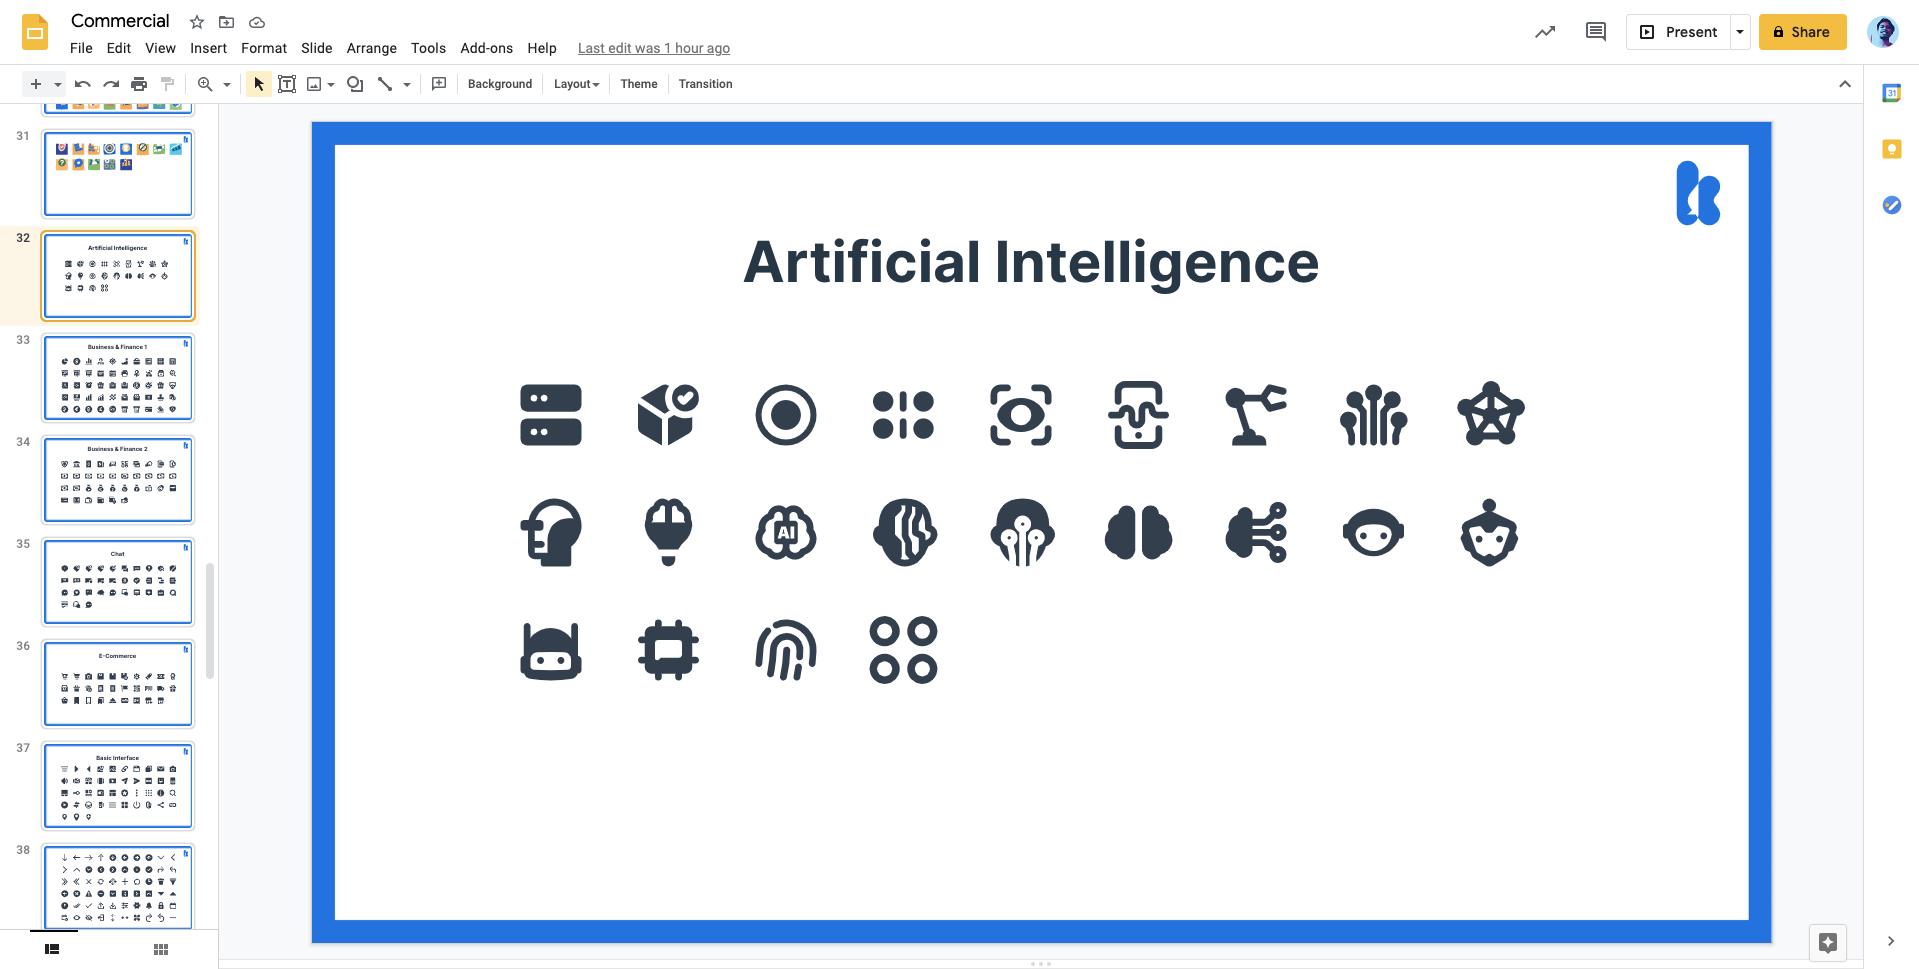 Commercial
File Edit View Insert Format Slide Arrange Tools Add-ons Help Last edit was 1 hour ago
Present
Share
Background Layout Theme Transition
31
31
32
Artificial Intelligence
33
Business & Finance 1
34
Business & Finance 2
35
Chat
36
E-Commerce
37
Basic Interface
38
Artificial Intelligence
AI